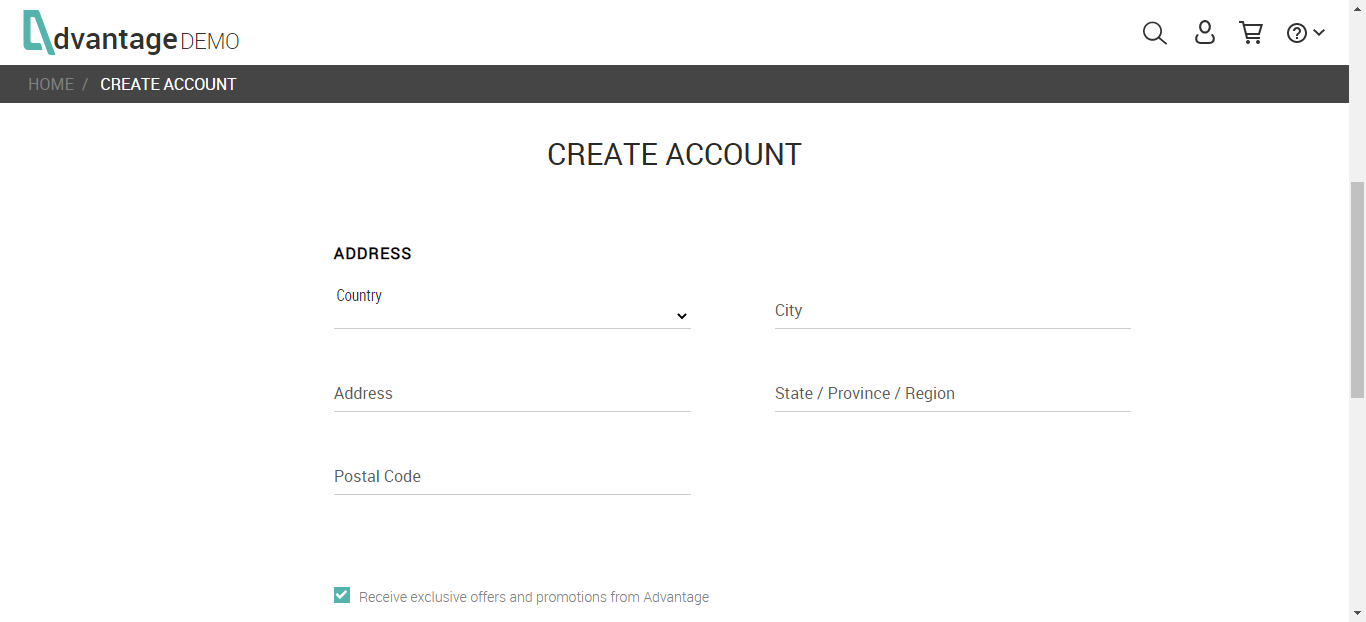 dvantage DEMO
HOME / CREATE ACCOUNT
CREATE ACCOUNT
ADDRESS
Country
City
Address
State / Province / Region
Postal Code
Receive exclusive offers and promotions from Advantage